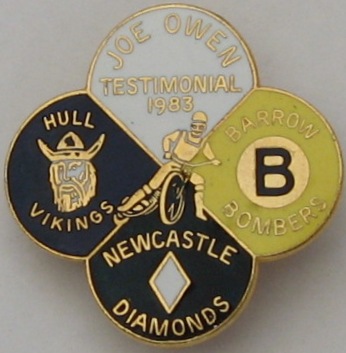 JOE OWEN
TESTIMONIAL
1983
HULL
VIKINGS
BARROW
B
BOMBERS
NEWCASTLE
DIAMONDS